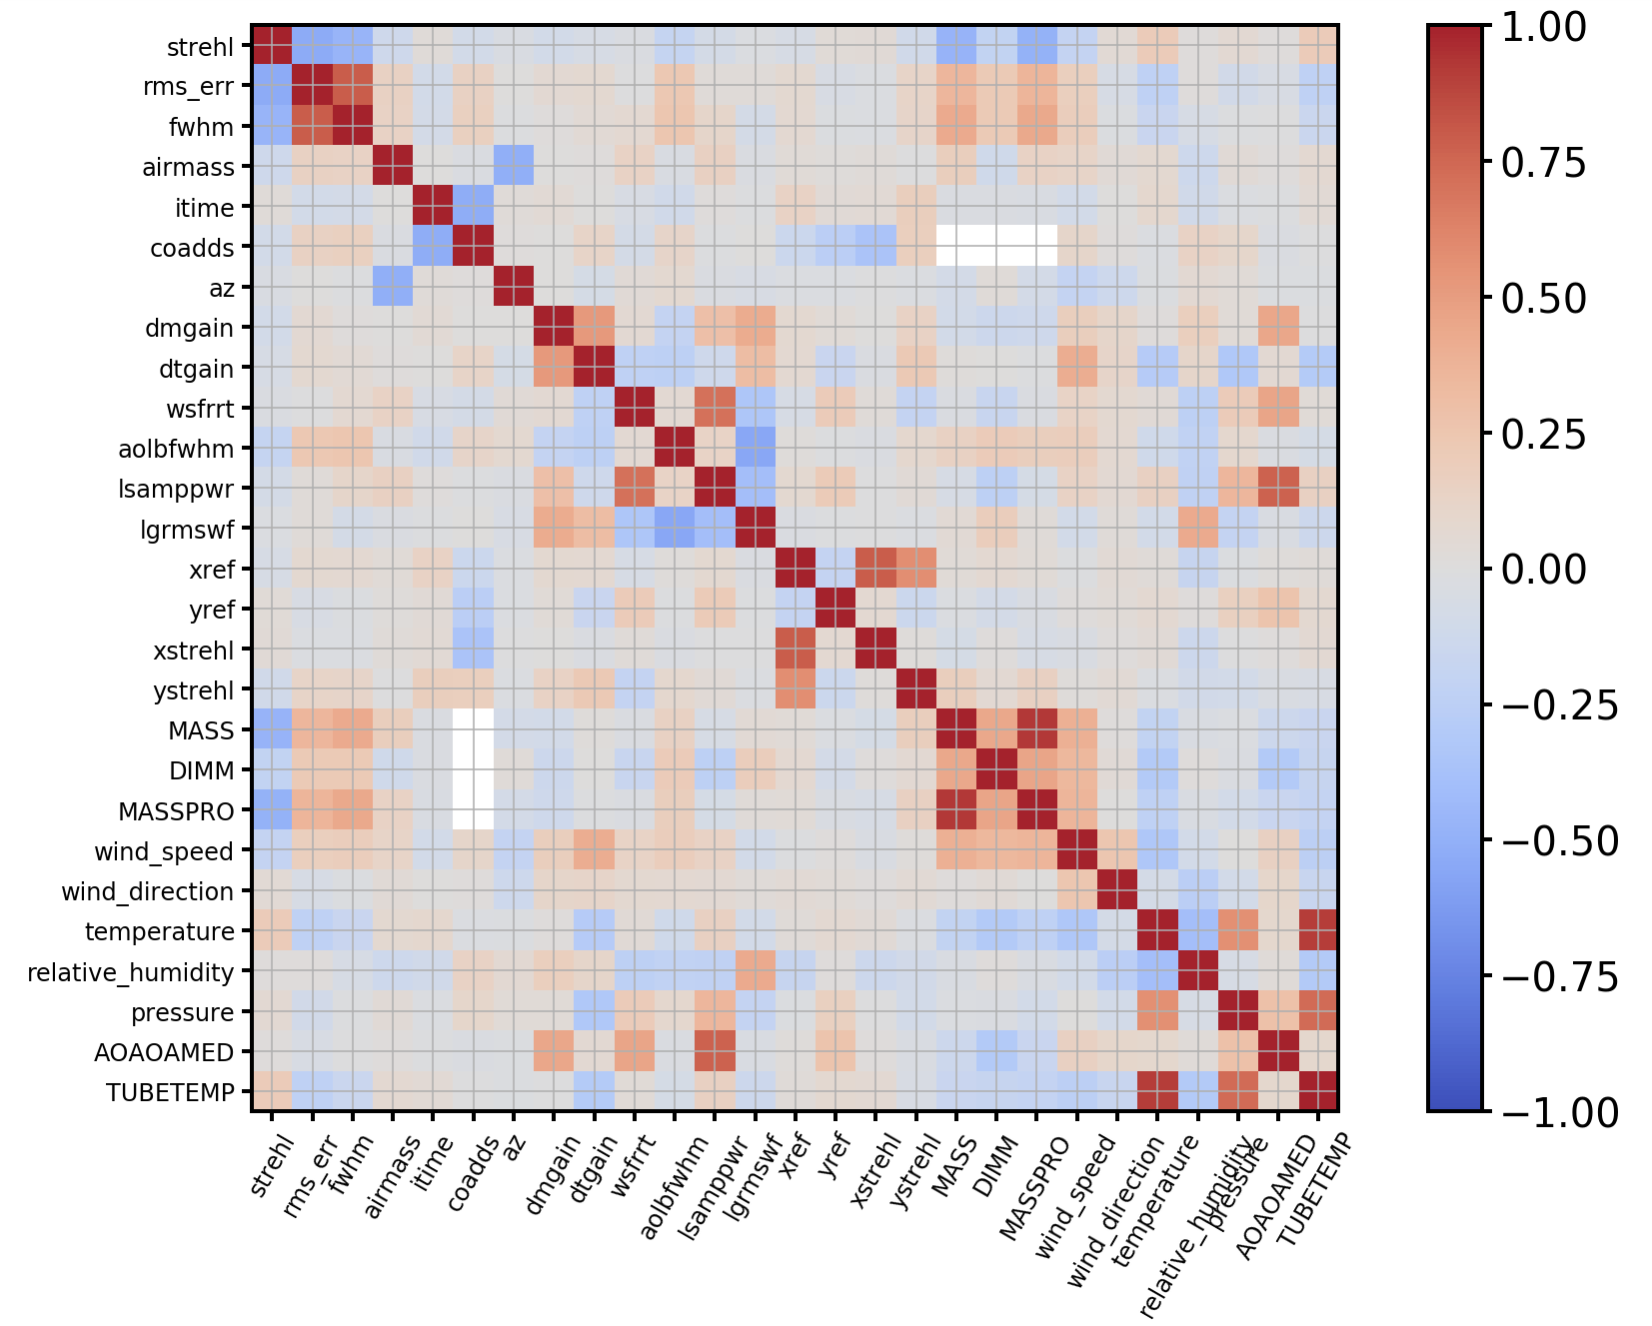 strehl
rms_err
fwhm
airmass
itime
coadds
az
dmgain
dtgain
wsfrrt
aolbfwhm
lsamppwr
lgrmswf
xref
yref
xstrehl
ystrehl
MASS
DIMM
MASSPRO
wind_speed
wind_direction
temperature
relative_humidity
pressure
AOAOAMED
TUBETEMP
strehl
rms_err
fwhm
airmass
itime
coadds
az
dmgain
dtgain
wsfrrt
aolbfwhm
lsamppwr
lgrmswf
xref
yref
xstrehl
ystrehl
MASS
DIMM
MASSPRO
wind_speed
wind_direction
temperature
relative_humidity
pressure
AOAOAMED
TUBETEMP
1.00
0.75
0.50
0.25
0.00
−0.25
−0.50
−0.75
−1.00